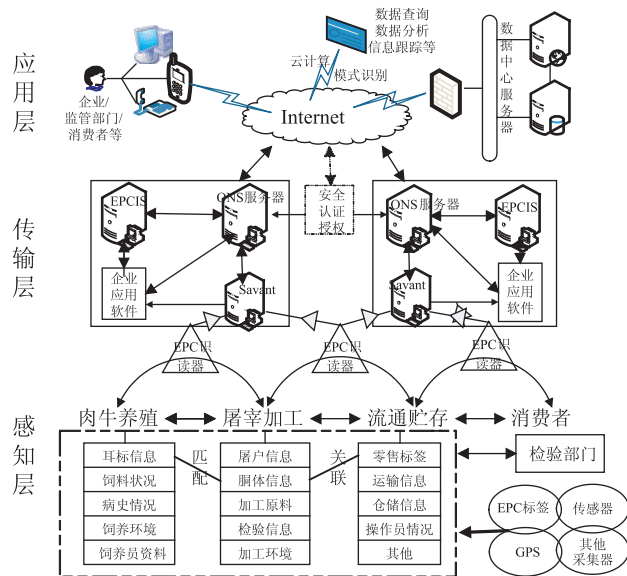 应用层
企业/
监管部门/
消费者等
云计算
模式识别
数据查询
数据分析
信息跟踪等
Internet
数据中心服务器
传输层
EPCIS
ONS服务器
企业
应用
软件
Savant
安全
认证
授权
ONS服务器
EPCIS
Savant
企业
应用
软件
EPC识
读器
EPC识
读器
EPC识
读器
感知层
肉牛养殖
屠宰加工
流通贮存
消费者
耳标信息
饲料状况
病史情况
饲养环境
饲养员资料
匹配
屠户信息
胴体信息
加工原料
检验信息
加工环境
关联
零售标签
运输信息
仓储信息
操作员情况
其他
检验部门
EPC标签
传感器
GPS
其他
采集器